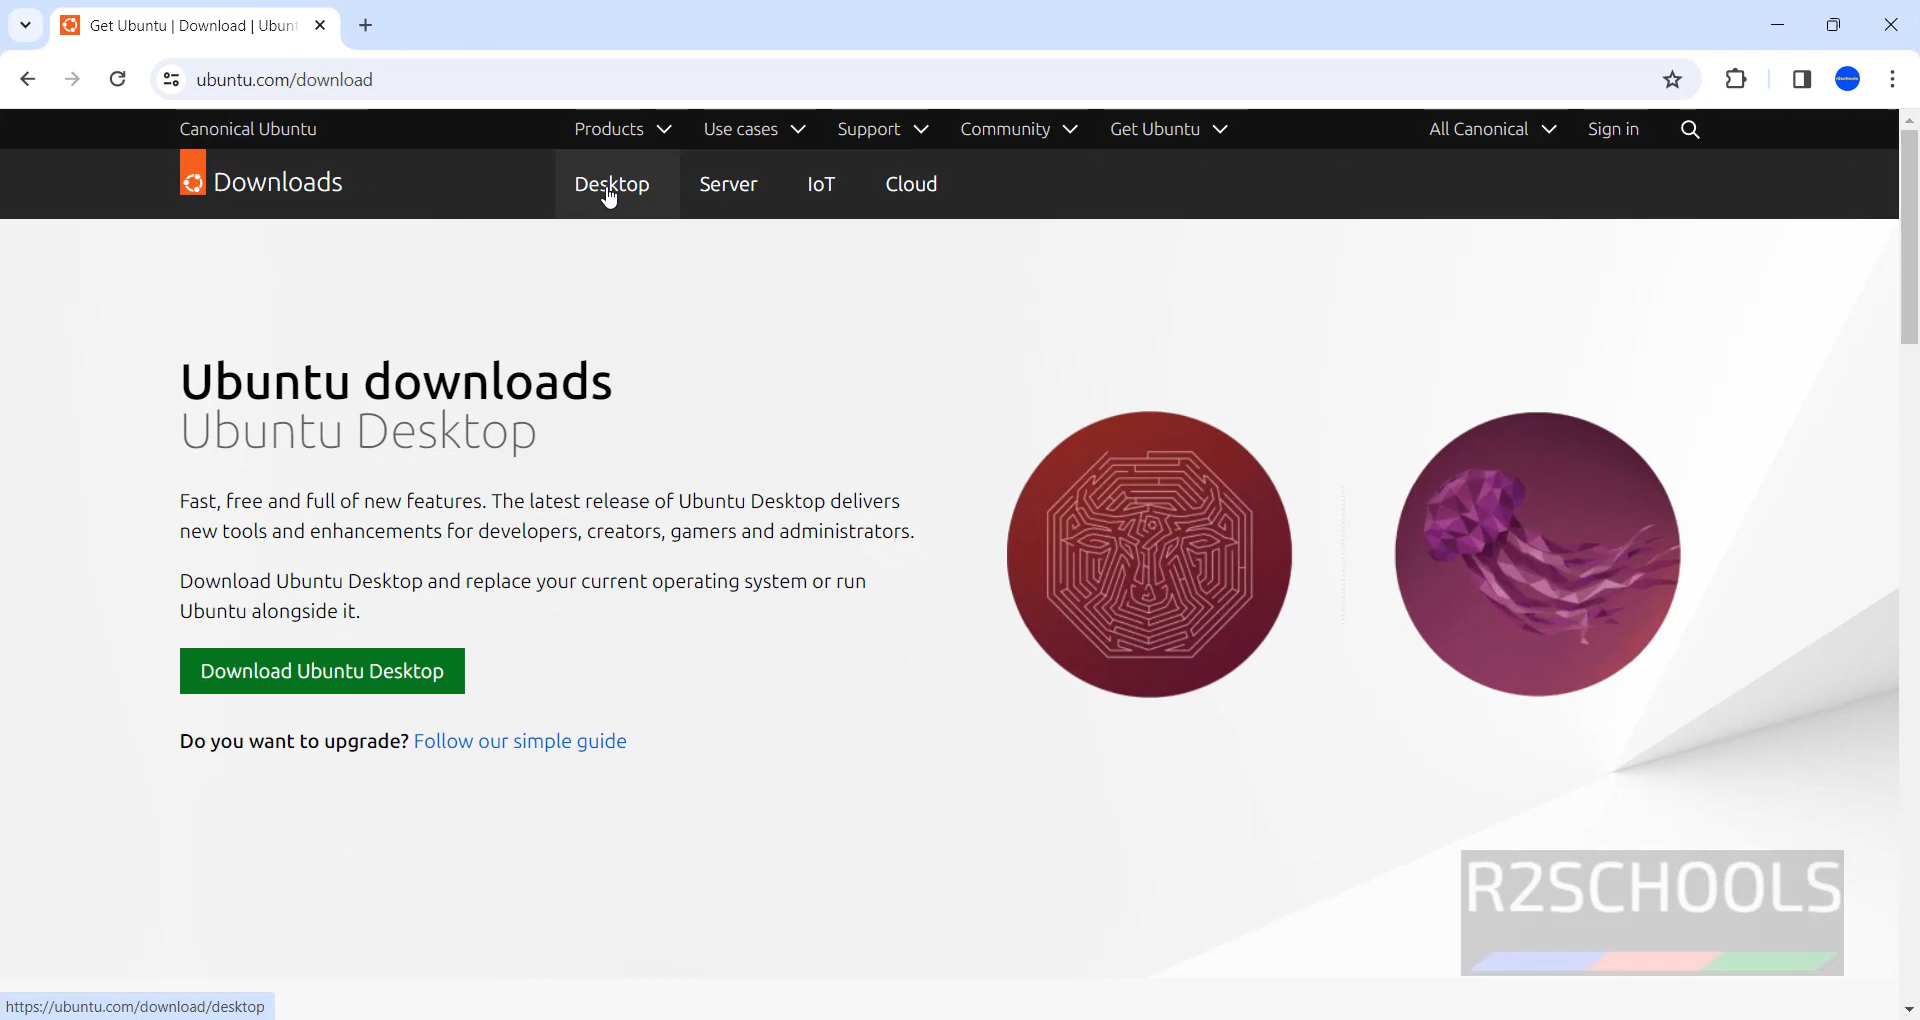 Get Ubuntu | Download | Ubunt
ubuntu.com/download
Canonical Ubuntu
Products
Use cases
Support
Community
Get Ubuntu
All Canonical
Sign in
Downloads
Desktop
Server
IoT
Cloud
Ubuntu downloads
Ubuntu Desktop
Fast, free and full of new features. The latest release of Ubuntu Desktop delivers
new tools and enhancements for developers, creators, gamers and administrators.
Download Ubuntu Desktop and replace your current operating system or run
Ubuntu alongside it.
Download Ubuntu Desktop
Do you want to upgrade? Follow our simple guide
R2SCHOOLS
https://ubuntu.com/download/desktop